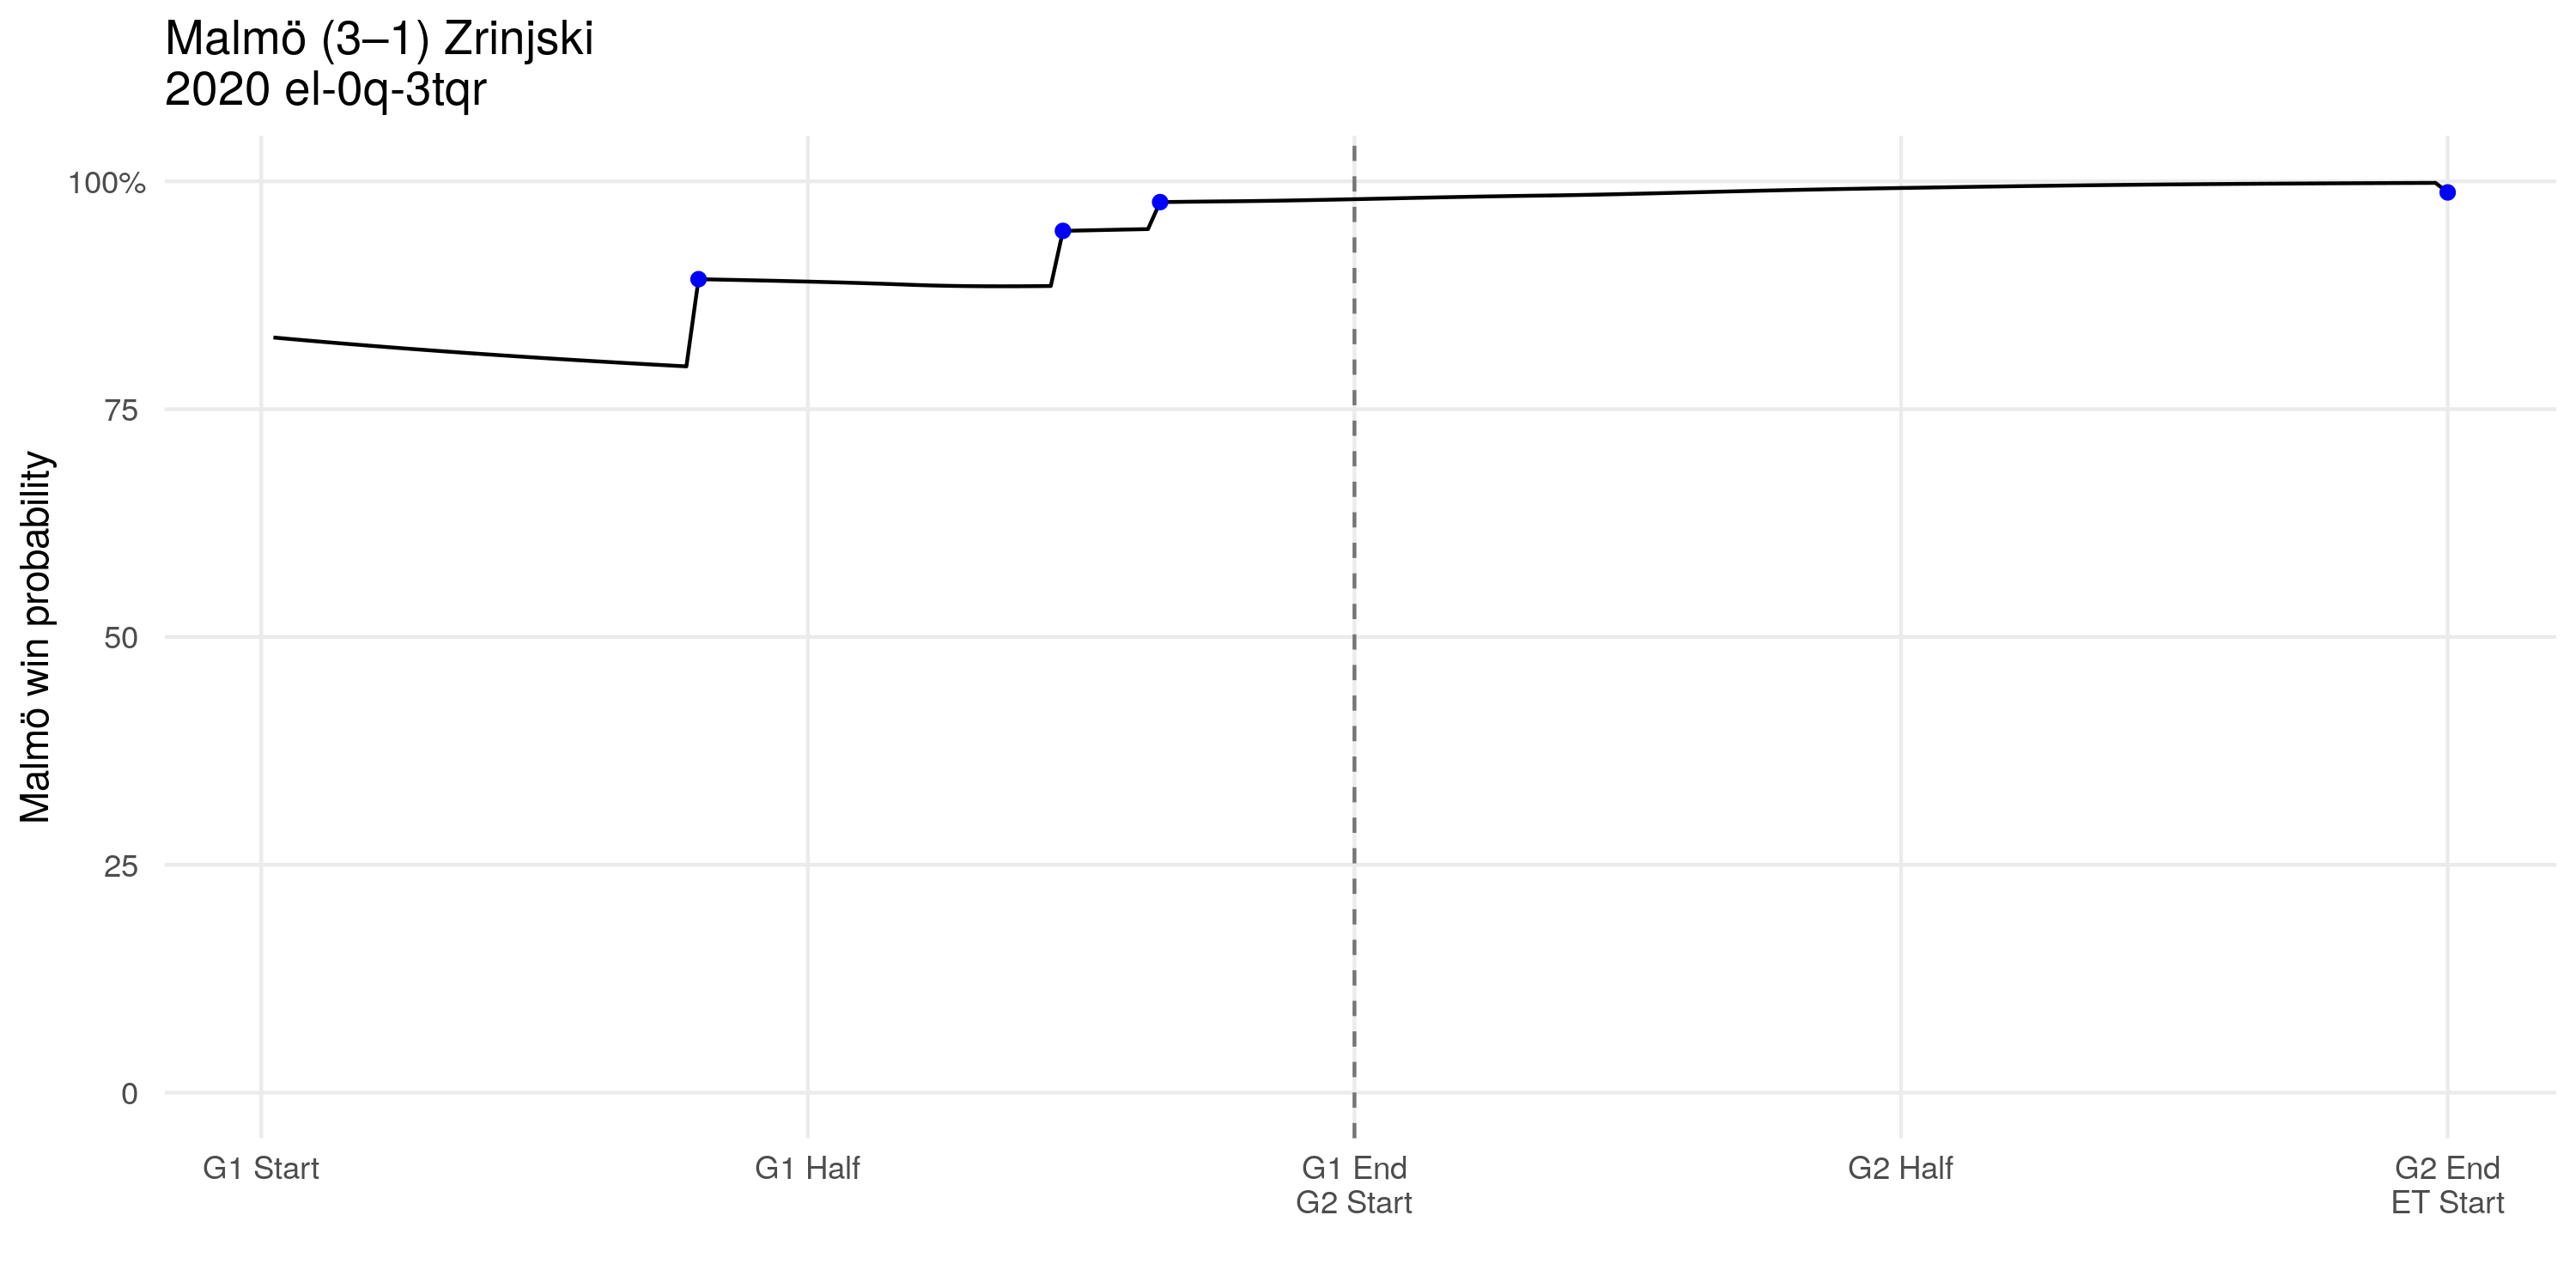 Malmö (3–1) Zrinjski
2020 el-0q-3tqr
Malmö win probability
100%
75
50
25
0
G1 Start
G1 Half
G1 End
G2 Start
G2 Half
G2 End
ET Start